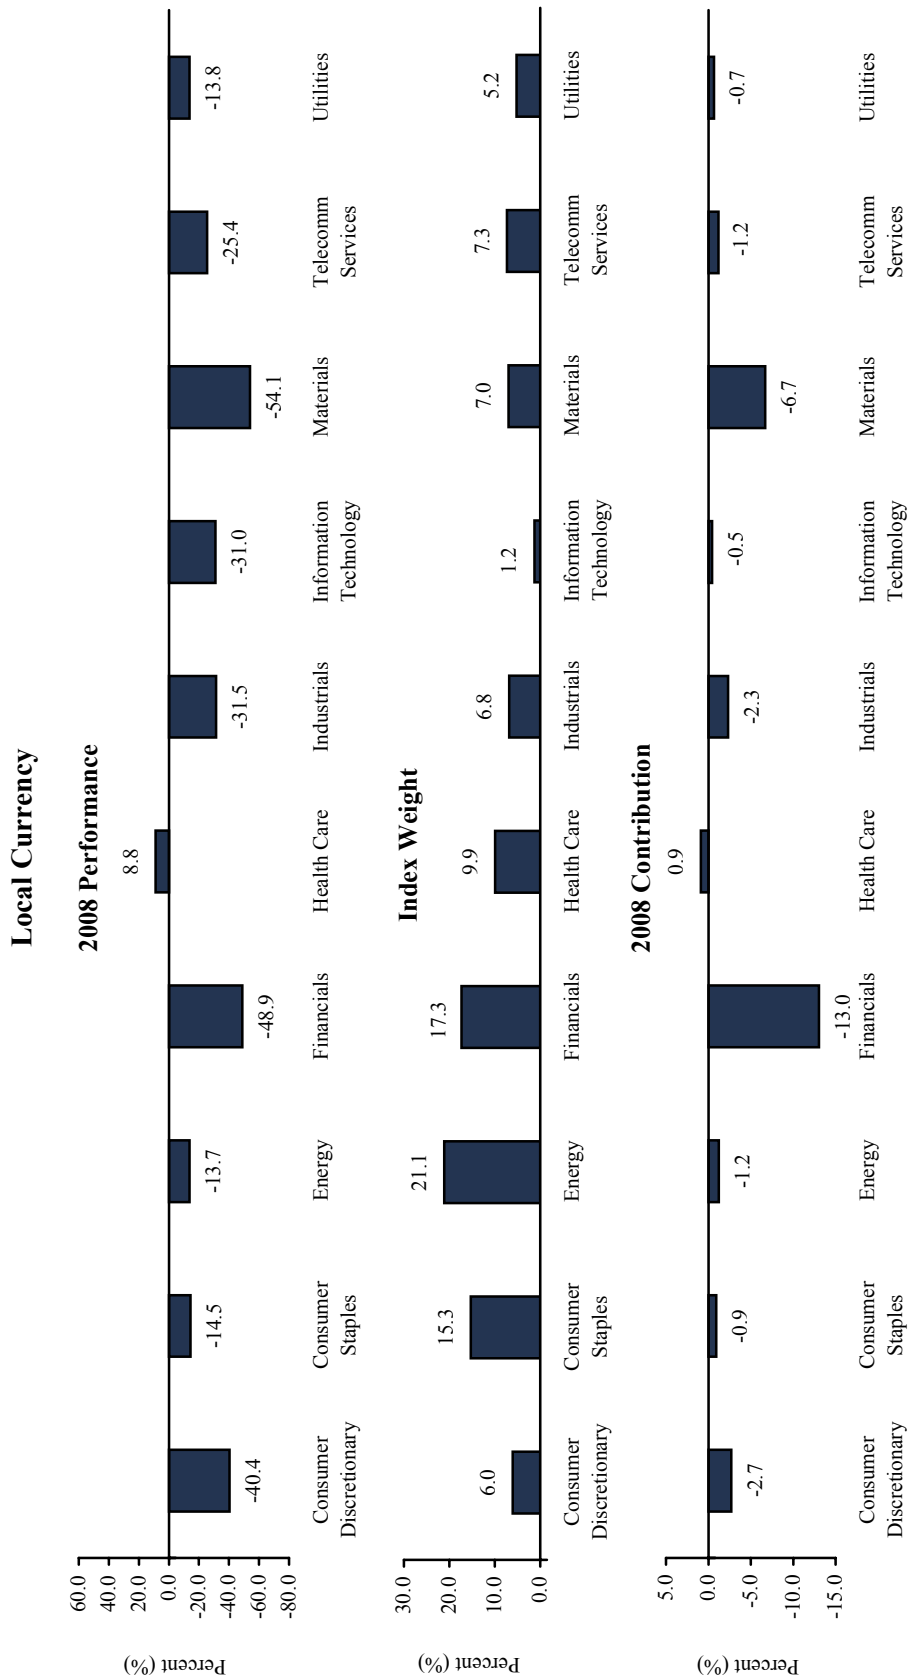 Local Currency
2008 Performance
60.0
40.0
20.0
0.0
-20.0
-40.0
-60.0
-80.0
Percent (%)
-40.4
-14.5
-13.7
-48.9
8.8
-31.5
-31.0
-54.1
-25.4
-13.8
Consumer
Discretionary
Consumer
Staples
Energy
Financials
Health Care
Industrials
Information
Technology
Materials
Telecomm
Services
Utilities
Index Weight
30.0
20.0
10.0
0.0
Percent (%)
6.0
15.3
21.1
17.3
9.9
6.8
1.2
7.0
7.3
5.2
Consumer
Discretionary
Consumer
Staples
Energy
Financials
Health Care
Industrials
Information
Technology
Materials
Telecomm
Services
Utilities
2008 Contribution
5.0
0.0
-5.0
-10.0
-15.0
Percent (%)
-2.7
-0.9
-1.2
-13.0
0.9
-2.3
-0.5
-6.7
-1.2
-0.7
Consumer
Discretionary
Consumer
Staples
Energy
Financials
Health Care
Industrials
Information
Technology
Materials
Telecomm
Services
Utilities